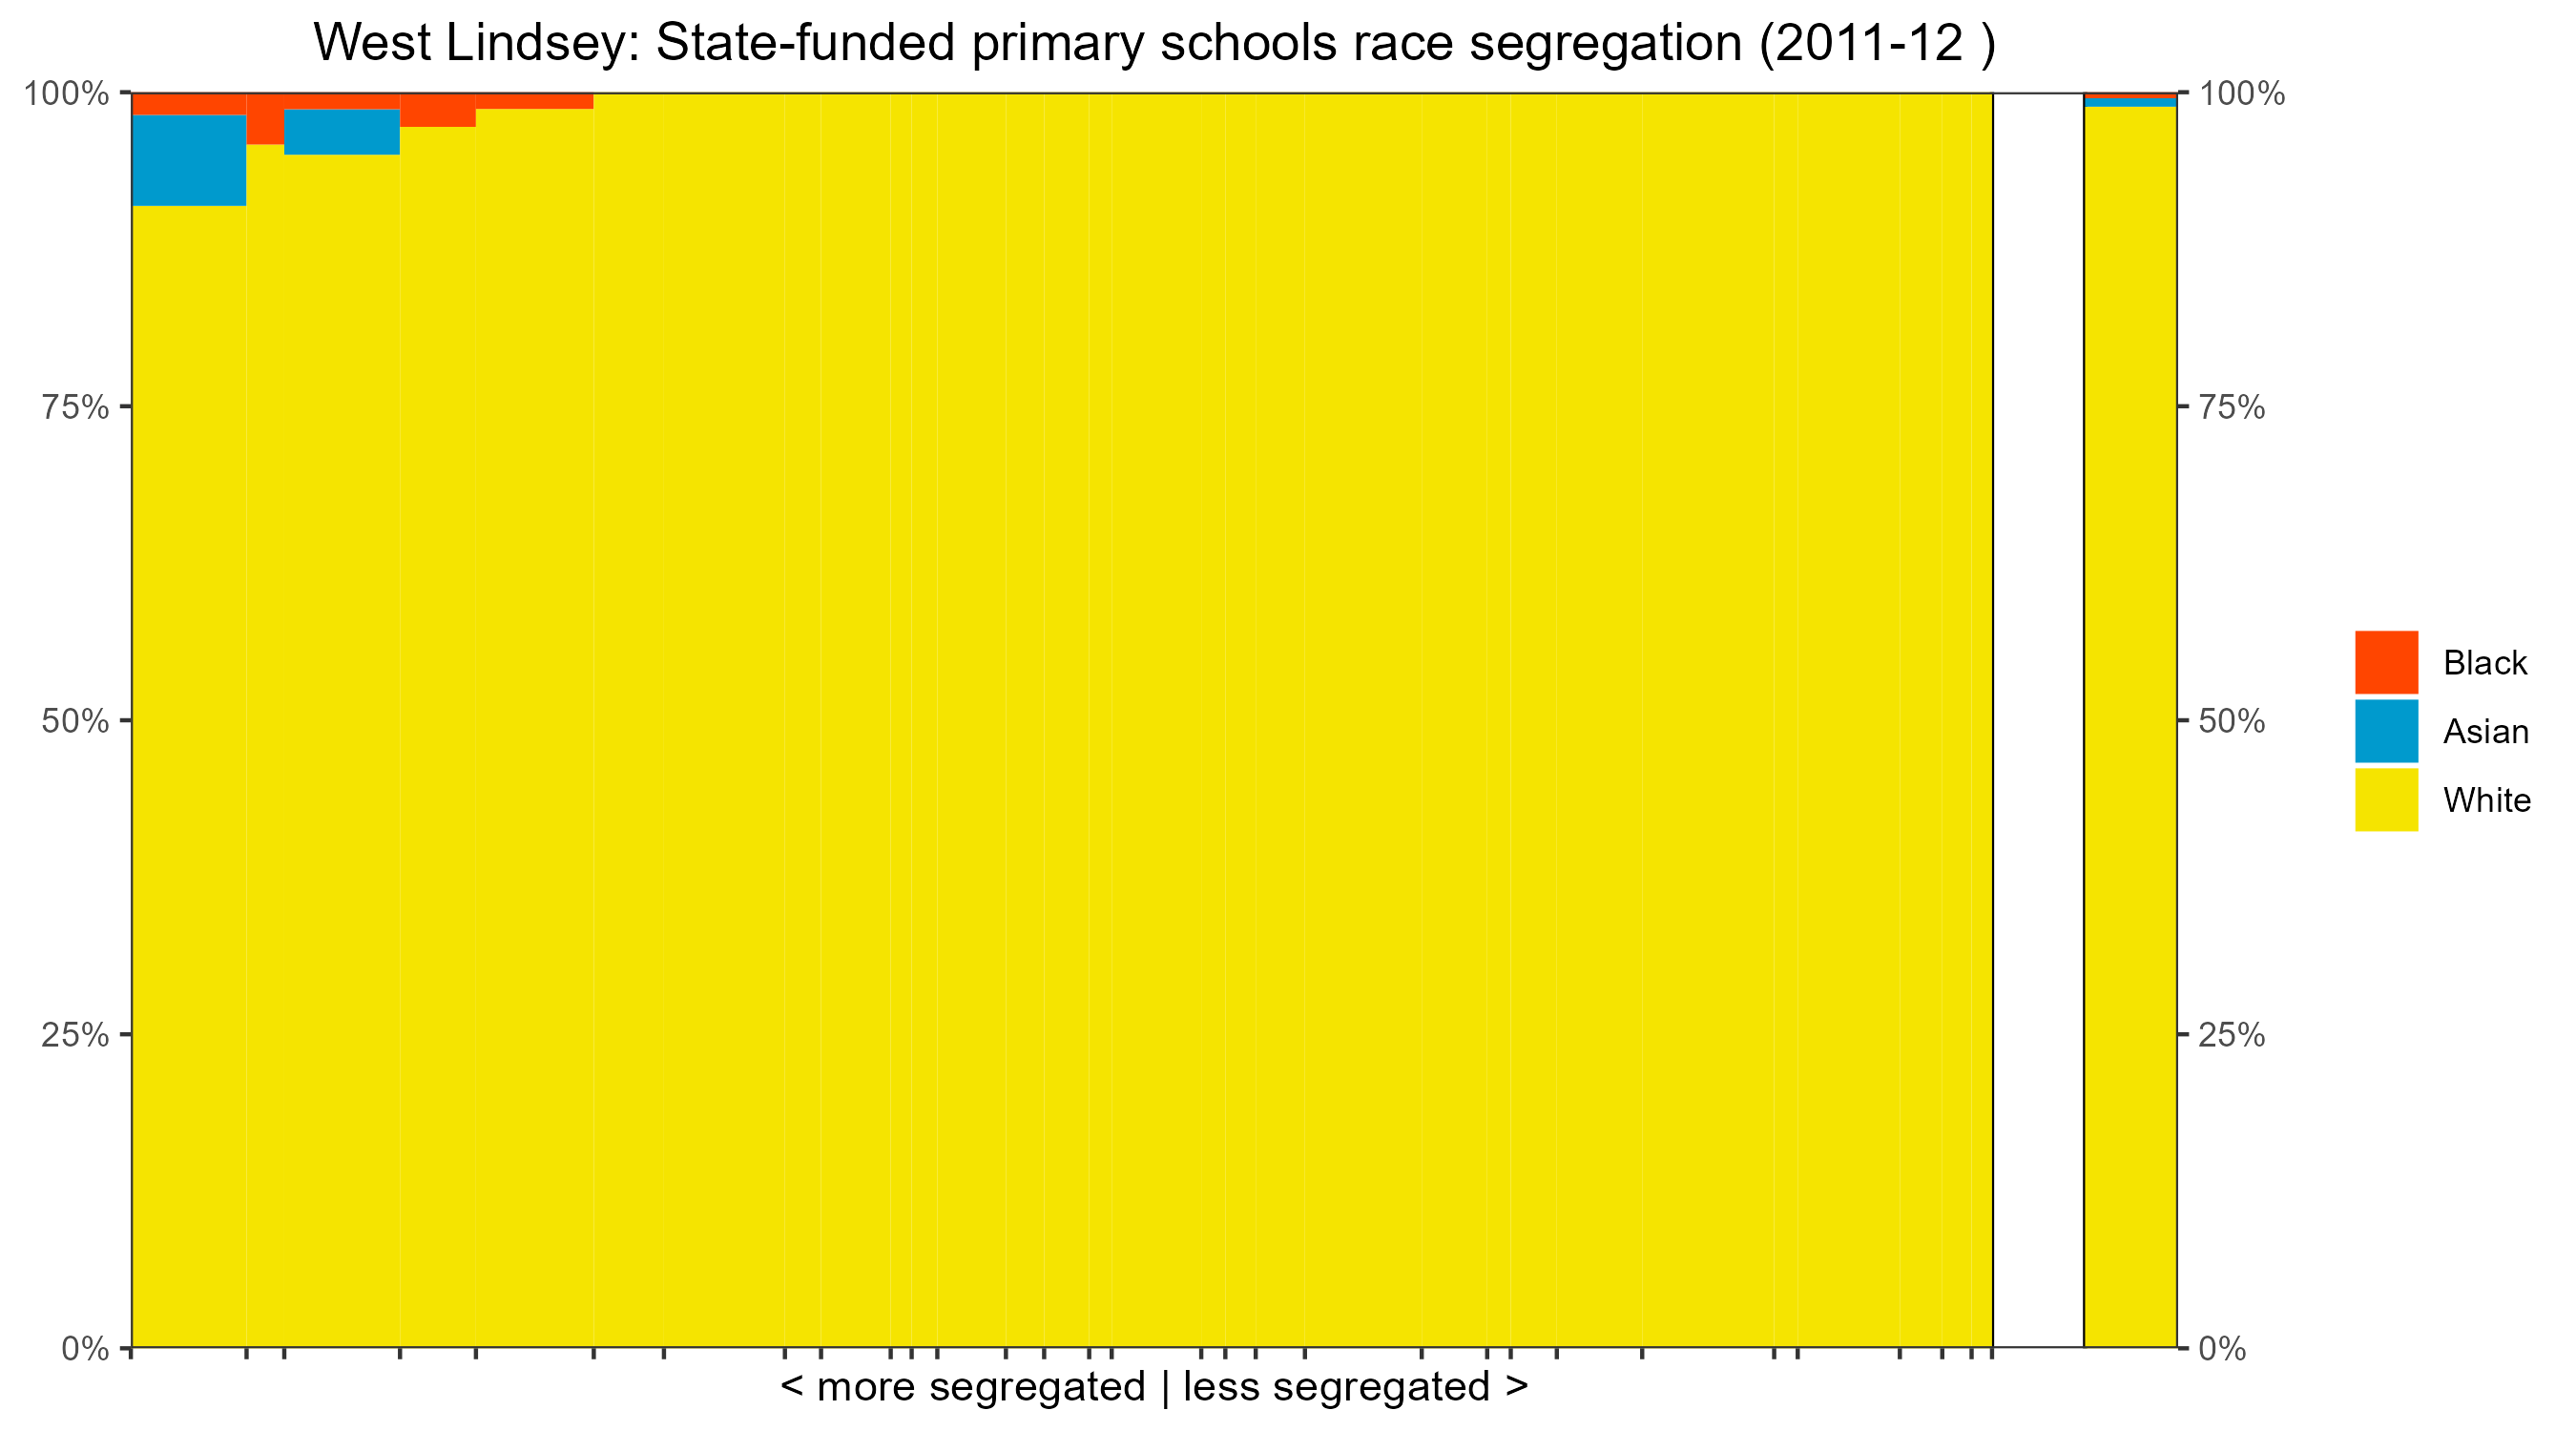 West Lindsey: State-funded primary schools race segregation (2011-12 )
100%
75%
50%
25%
0%
100%
75%
50%
25%
0%
Black
Asian
White
< more segregated | less segregated >